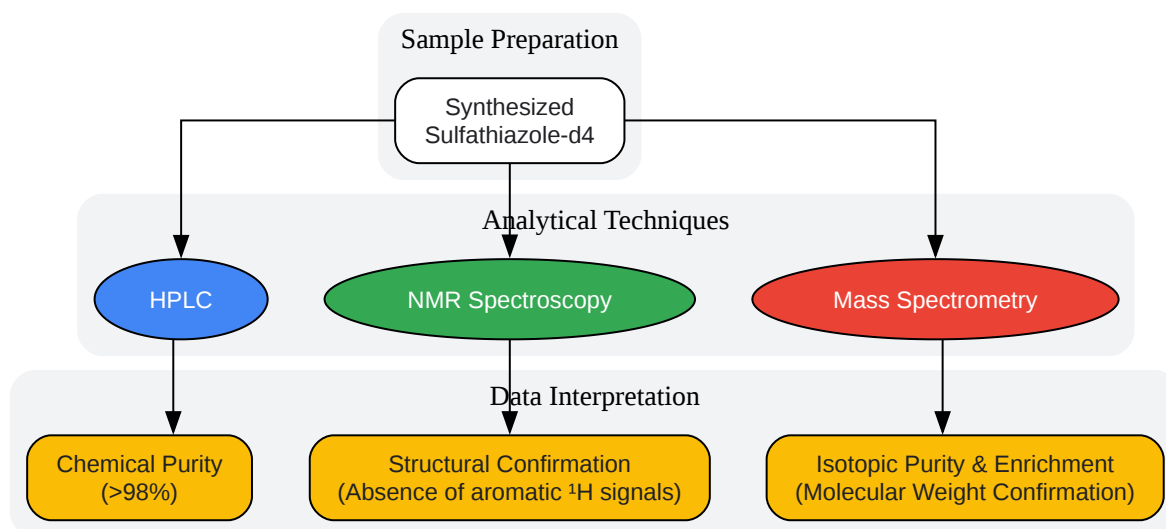 Sample Preparation
Synthesized
Sulfathiazole-d4
Analytical Techniques
HPLC
NMR Spectroscopy
Mass Spectrometry
Data Interpretation
Chemical Purity
(>98%)
Structural Confirmation
(Absence of aromatic ¹H signals)
Isotopic Purity & Enrichment
(Molecular Weight Confirmation)